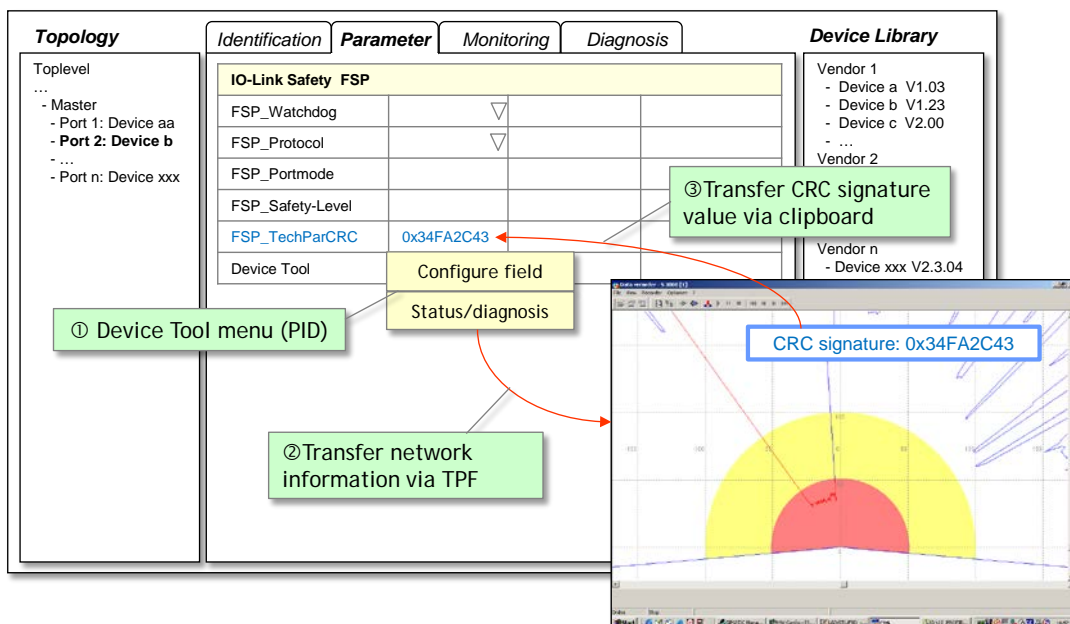 Topology
Identification
Parameter
Monitoring
Diagnosis
Device Library
Toplevel
...
- Master
- Port 1: Device aa
- Port 2: Device b
- ...
- Port n: Device xxx
IO-Link Safety FSP
FSP_Watchdog
FSP_Protocol
FSP_Portmode
FSP_Safety-Level
FSP_TechParCRC 0x34FA2C43
Device Tool
Configure field
Status/diagnosis
Vendor 1
- Device a V1.03
- Device b V1.23
- Device c V2.00
- ...
Vendor 2
Vendor n
- Device xxx V2.3.04
③Transfer CRC signature
value via clipboard
① Device Tool menu (PID)
②Transfer network
information via TPF
CRC signature: 0x34FA2C43